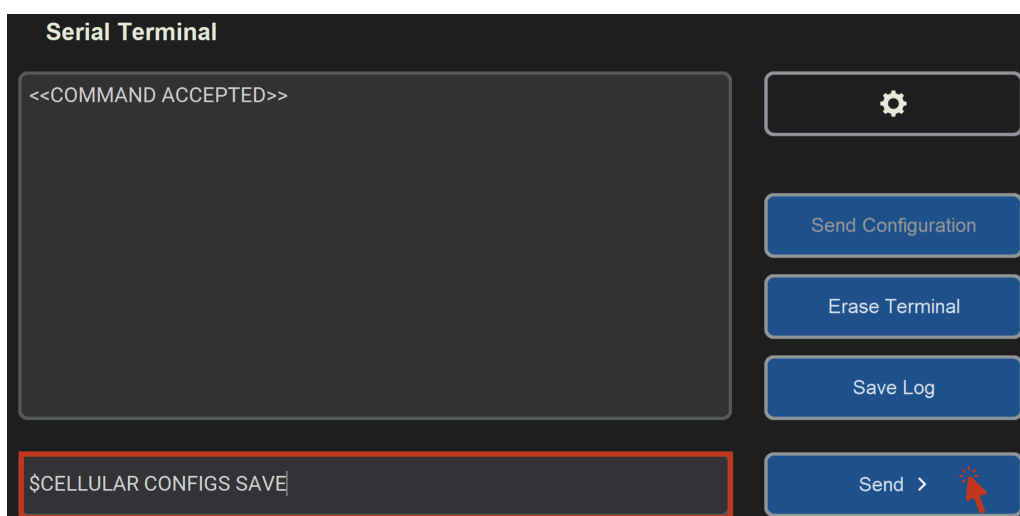 Serial Terminal
<<COMMAND ACCEPTED>>
Send Configuration
Erase Terminal
Save Log
$CELLULAR CONFIGS SAVE
Send >